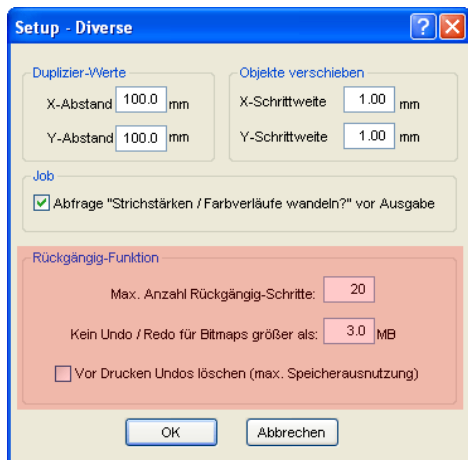 Setup - Diverse
Duplizier-Werte
X-Abstand 100.0 mm
Y-Abstand 100.0 mm
Objekte verschieben
X-Schrittweite 1.00 mm
Y-Schrittweite 1.00 mm
Job
Abfrage "Strichstärken / Farbverläufe wandeln?" vor Ausgabe
Rückgängig-Funktion
Max. Anzahl Rückgängig-Schritte: 20
Kein Undo / Redo für Bitmaps größer als: 3.0 MB
Vor Drucken Undos löschen (max. Speicherausnutzung)
OK Abbrechen